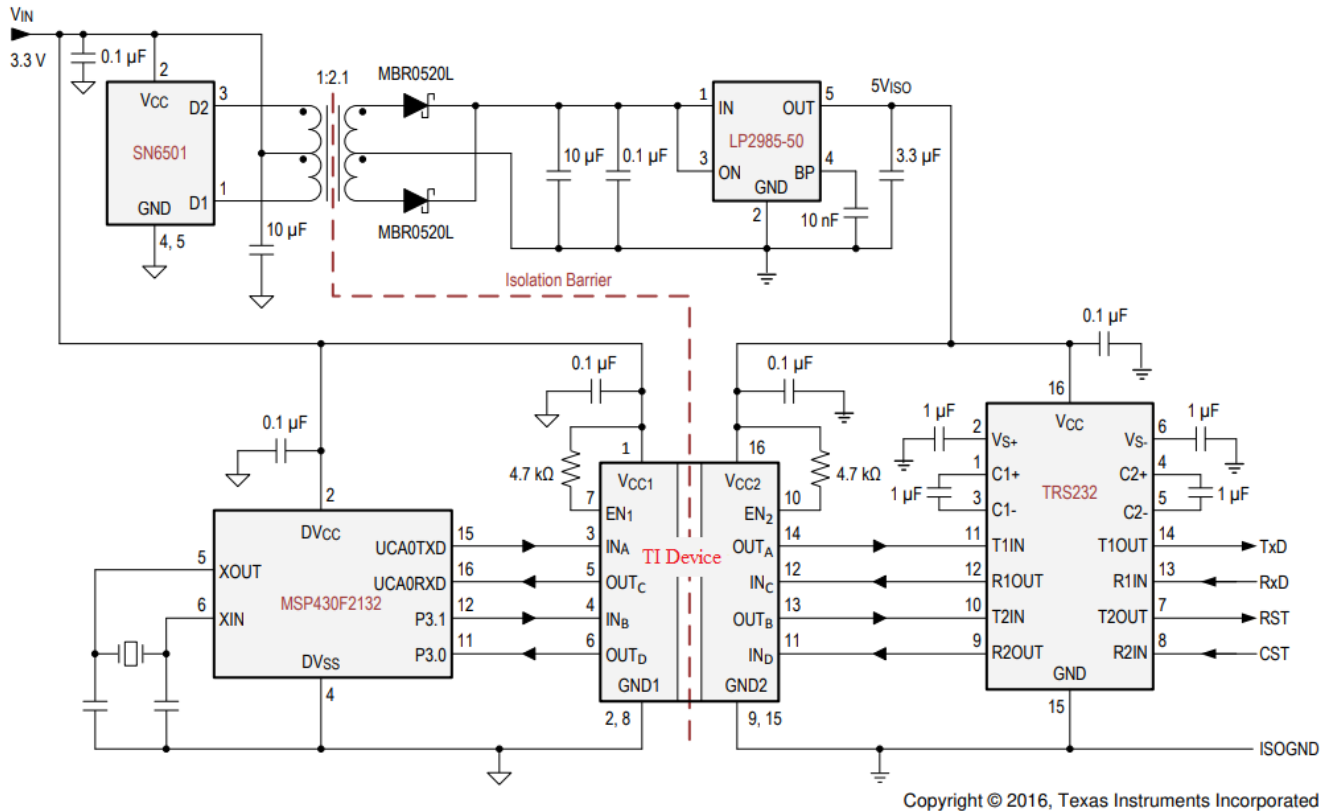 VIN
3.3 V
0.1 µF
2
VCC
D2
3
SN6501
1
D1
GND
4, 5
10 µF
1:2.1
MBR0520L
MBR0520L
10 µF
0.1 µF
1
IN
OUT
5
LP2985-50
3
ON
BP
4
GND
2
10 nF
5VISO
3.3 µF
Isolation Barrier
0.1 µF
2
DVCC
5
XOUT
6
XIN
MSP430F2132
UCA0TXD
15
UCA0RXD
16
P3.1
12
P3.0
11
DVSS
4
0.1 µF
4.7 kΩ
1
VCC1
7
EN1
3
INA
5
OUTC
4
INB
6
OUTD
GND1
2, 8
TI Device
0.1 µF
4.7 kΩ
16
VCC2
10
EN2
14
OUTA
12
INC
13
OUTB
11
IND
GND2
9, 15
0.1 µF
16
VCC
1 µF
2
VS+
1
C1+
1 µF
3
C1-
TRS232
VS-
6
1 µF
C2+
4
1 µF
C2-
5
11
T1IN
T1OUT
14
TxD
12
R1OUT
R1IN
13
RxD
10
T2IN
T2OUT
7
RST
9
R2OUT
R2IN
8
CST
GND
15
ISOGND
Copyright © 2016, Texas Instruments Incorporated